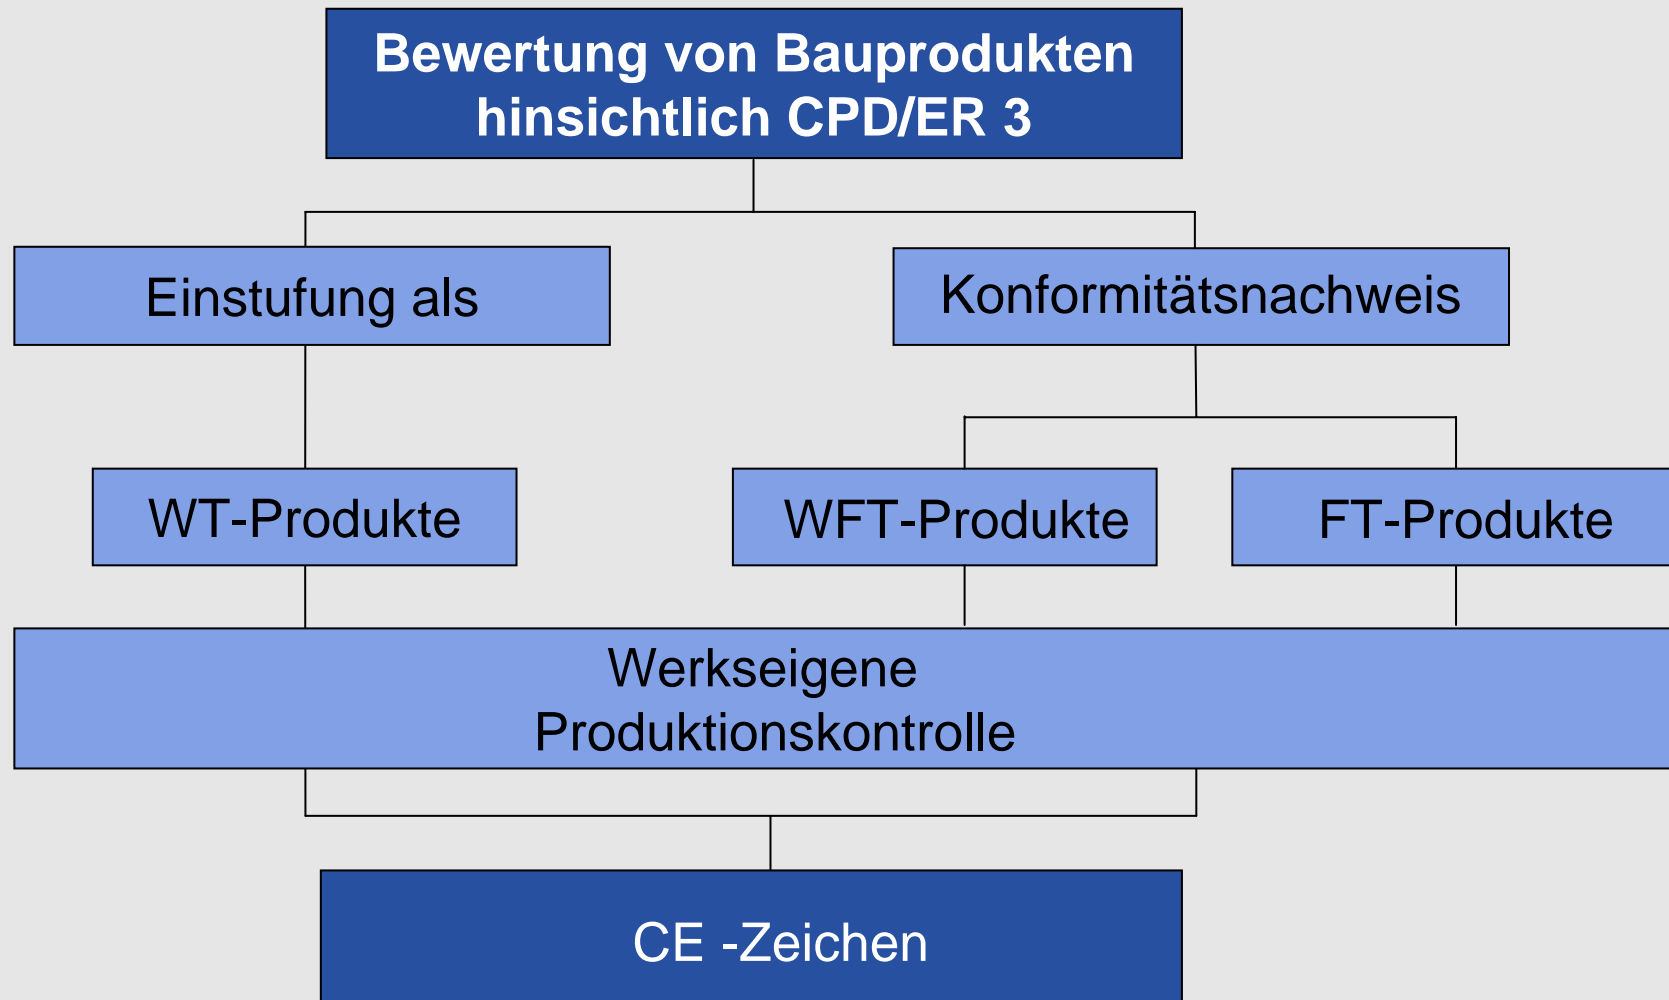 Bewertung von Bauprodukten
hinsichtlich CPD/ER 3
Einstufung als
Konformitätsnachweis
WT-Produkte
WFT-Produkte
FT-Produkte
Werkseigene
Produktionskontrolle
CE -Zeichen